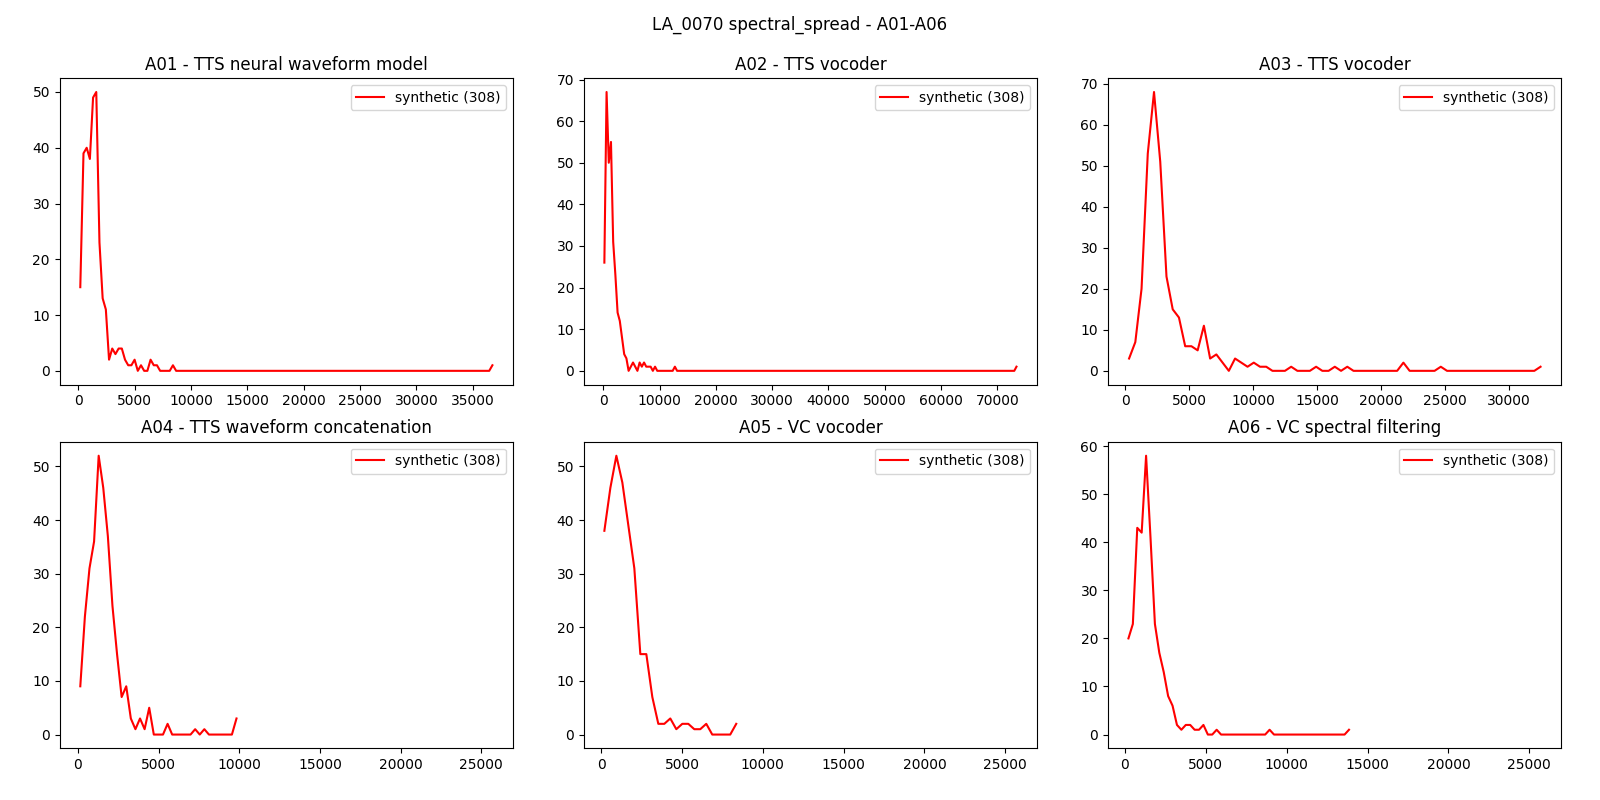 LA_0070 spectral_spread - A01-A06
A01 - TTS neural waveform model
synthetic (308)
50
40
30
20
10
0
0 5000 10000 15000 20000 25000 30000 35000
A02 - TTS vocoder
synthetic (308)
70
60
50
40
30
20
10
0
0 10000 20000 30000 40000 50000 60000 70000
A03 - TTS vocoder
synthetic (308)
70
60
50
40
30
20
10
0
0 5000 10000 15000 20000 25000 30000
A04 - TTS waveform concatenation
synthetic (308)
50
40
30
20
10
0
0 5000 10000 15000 20000 25000
A05 - VC vocoder
synthetic (308)
50
40
30
20
10
0
0 5000 10000 15000 20000 25000
A06 - VC spectral filtering
synthetic (308)
60
50
40
30
20
10
0
0 5000 10000 15000 20000 25000